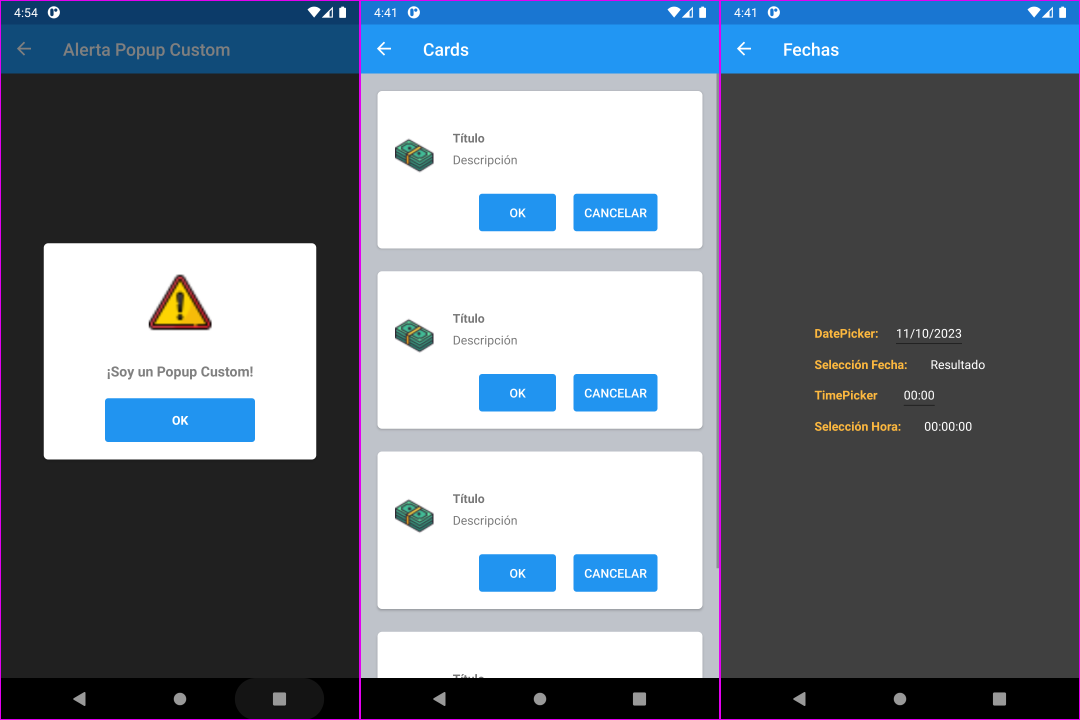 4:54
Alerta Popup Custom
¡Soy un Popup Custom!
OK
4:41
Cards
Título
Descripción
OK CANCELAR
Título
Descripción
OK CANCELAR
Título
Descripción
OK CANCELAR
Título
4:41
Fechas
DatePicker: 11/10/2023
Selección Fecha: Resultado
TimePicker 00:00
Selección Hora: 00:00:00